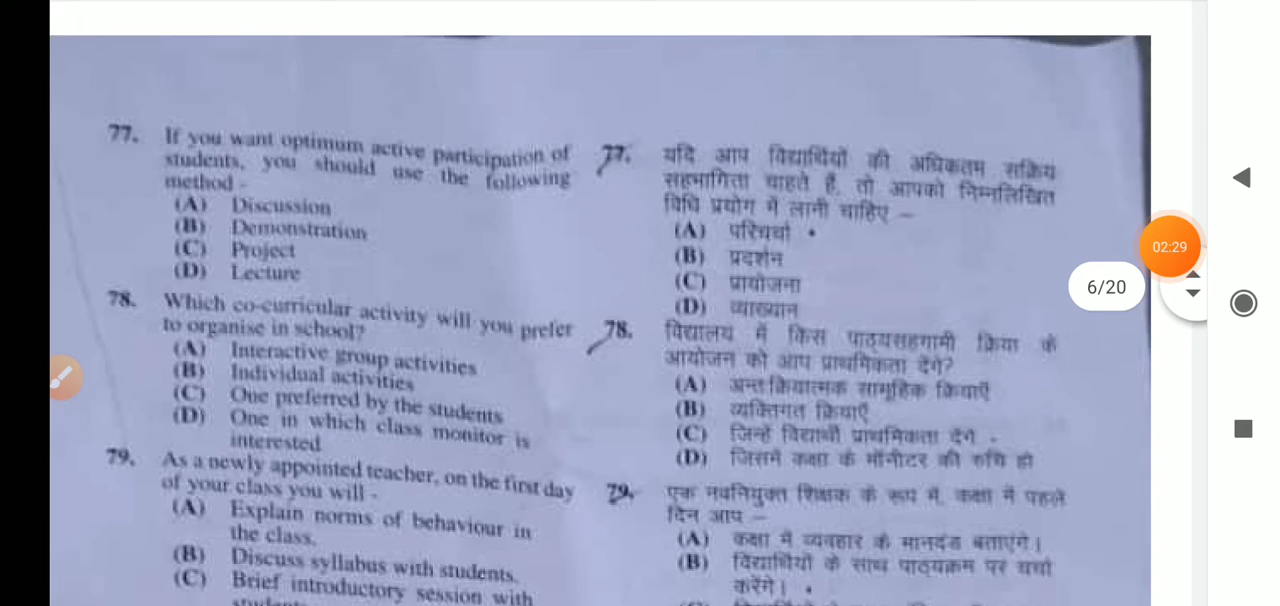 77. If you want optimum active participation of
students, you should use the following
method -
(A) Discussion
(B) Demonstration
(C) Project
(D) Lecture
78. Which co-curricular activity will you prefer
to organise in school?
(A) Interactive group activities
(B) Individual activities
(C) One preferred by the students
(D) One in which class monitor is
interested
79. As a newly appointed teacher, on the first day
of your class you will -
(A) Explain norms of behaviour in
the class.
(B) Discuss syllabus with students.
(C) Brief introductory session with
77. यदि आप विद्यार्थियों की अधिकतम सक्रिय
सहभागिता चाहते हैं, तो आपको निम्नलिखित
विधि प्रयोग में लानी चाहिए –
(A) परिचर्चा
(B) प्रदर्शन
(C) प्रायोजना
(D) व्याख्यान
78. विद्यालय में किस पाठ्यसहगामी क्रिया के
आयोजन को आप प्राथमिकता देंगे?
(A) अन्तःक्रियात्मक सामूहिक क्रियाएँ
(B) व्यक्तिगत क्रियाएँ
(C) जिन्हें विद्यार्थी प्राथमिकता देंगे
(D) जिसमें कक्षा के मॉनीटर की रुचि हो
79. एक नवनियुक्त शिक्षक के रूप में, कक्षा में पहले
दिन आप –
(A) कक्षा में व्यवहार के मानदंड बताएंगे।
(B) विद्यार्थियों के साथ पाठ्यक्रम पर चर्चा
करेंगे।
02:29
6/20